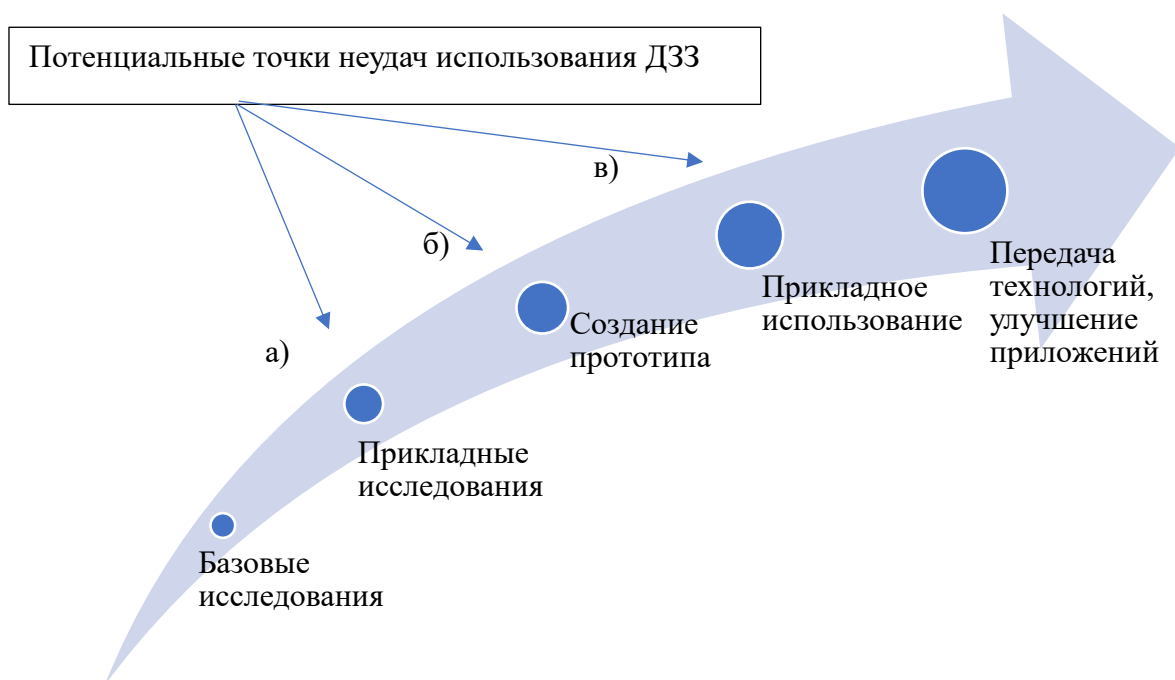 Потенциальные точки неудач использования ДЗЗ
в)
б)
а)
Передача
технологий,
улучшение
приложений
Прикладное
использование
Создание
прототипа
Прикладные
исследования
Базовые
исследования